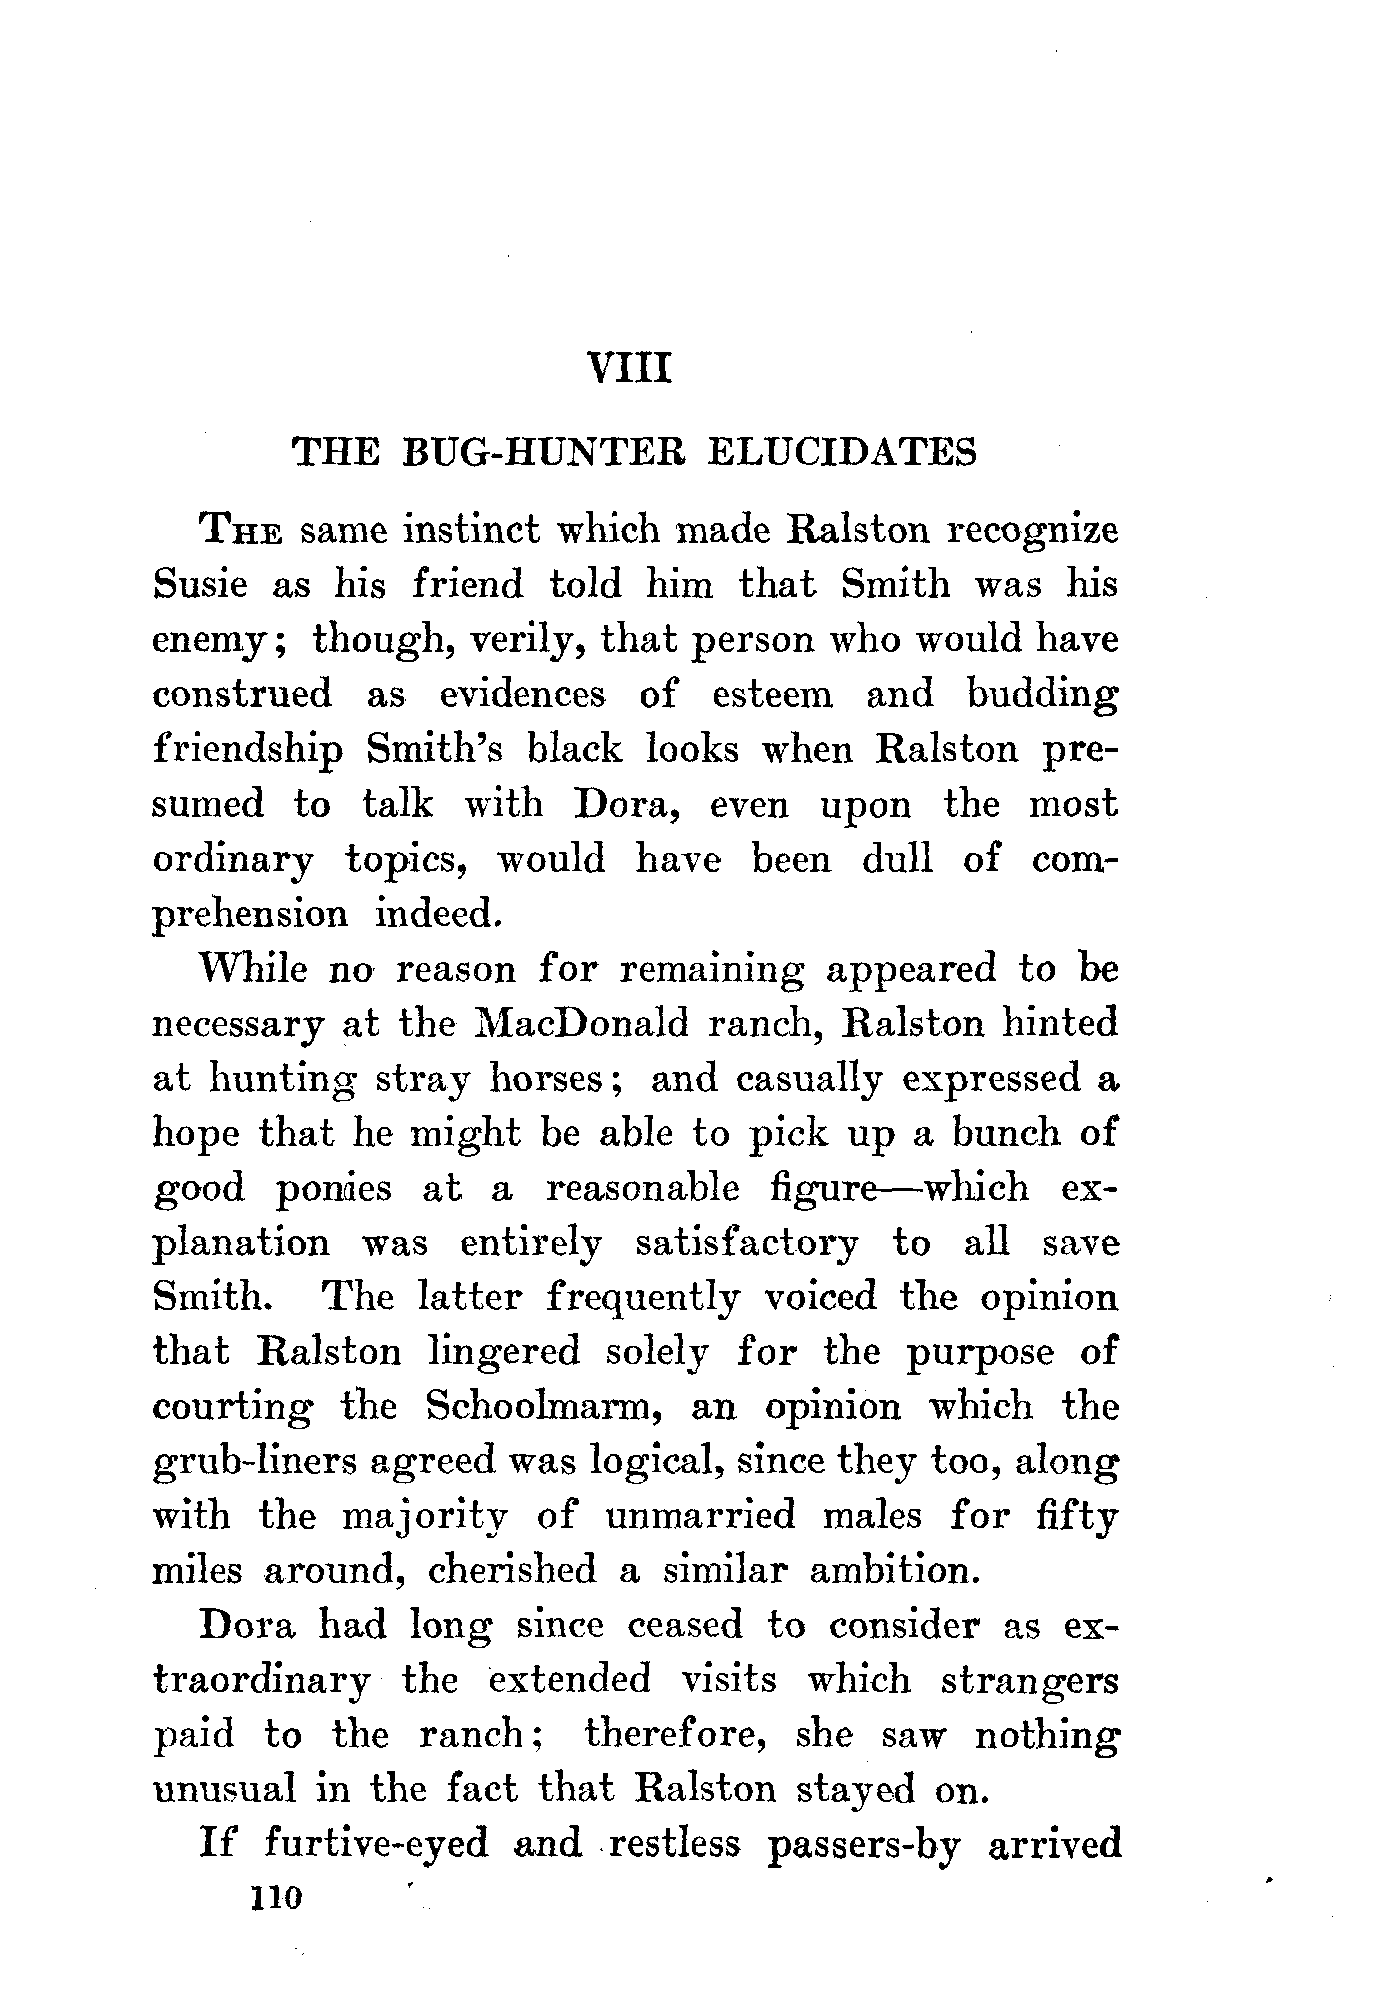 VIII
THE BUG-HUNTER ELUCIDATES
THE same instinct which made Ralston recognize
Susie as his friend told him that Smith was his
enemy; though, verily, that person who would have
construed as evidences of esteem and budding
friendship Smith's black looks when Ralston pre-
sumed to talk with Dora, even upon the most
ordinary topics, would have been dull of com-
prehension indeed.
While no reason for remaining appeared to be
necessary at the MacDonald ranch, Ralston hinted
at hunting stray horses; and casually expressed a
hope that he might be able to pick up a bunch of
good ponies at a reasonable figure—which ex-
planation was entirely satisfactory to all save
Smith. The latter frequently voiced the opinion
that Ralston lingered solely for the purpose of
courting the Schoolmarm, an opinion which the
grub-liners agreed was logical, since they too, along
with the majority of unmarried males for fifty
miles around, cherished a similar ambition.
Dora had long since ceased to consider as ex-
traordinary the extended visits which strangers
paid to the ranch; therefore, she saw nothing
unusual in the fact that Ralston stayed on.
If furtive-eyed and restless passers-by arrived
110